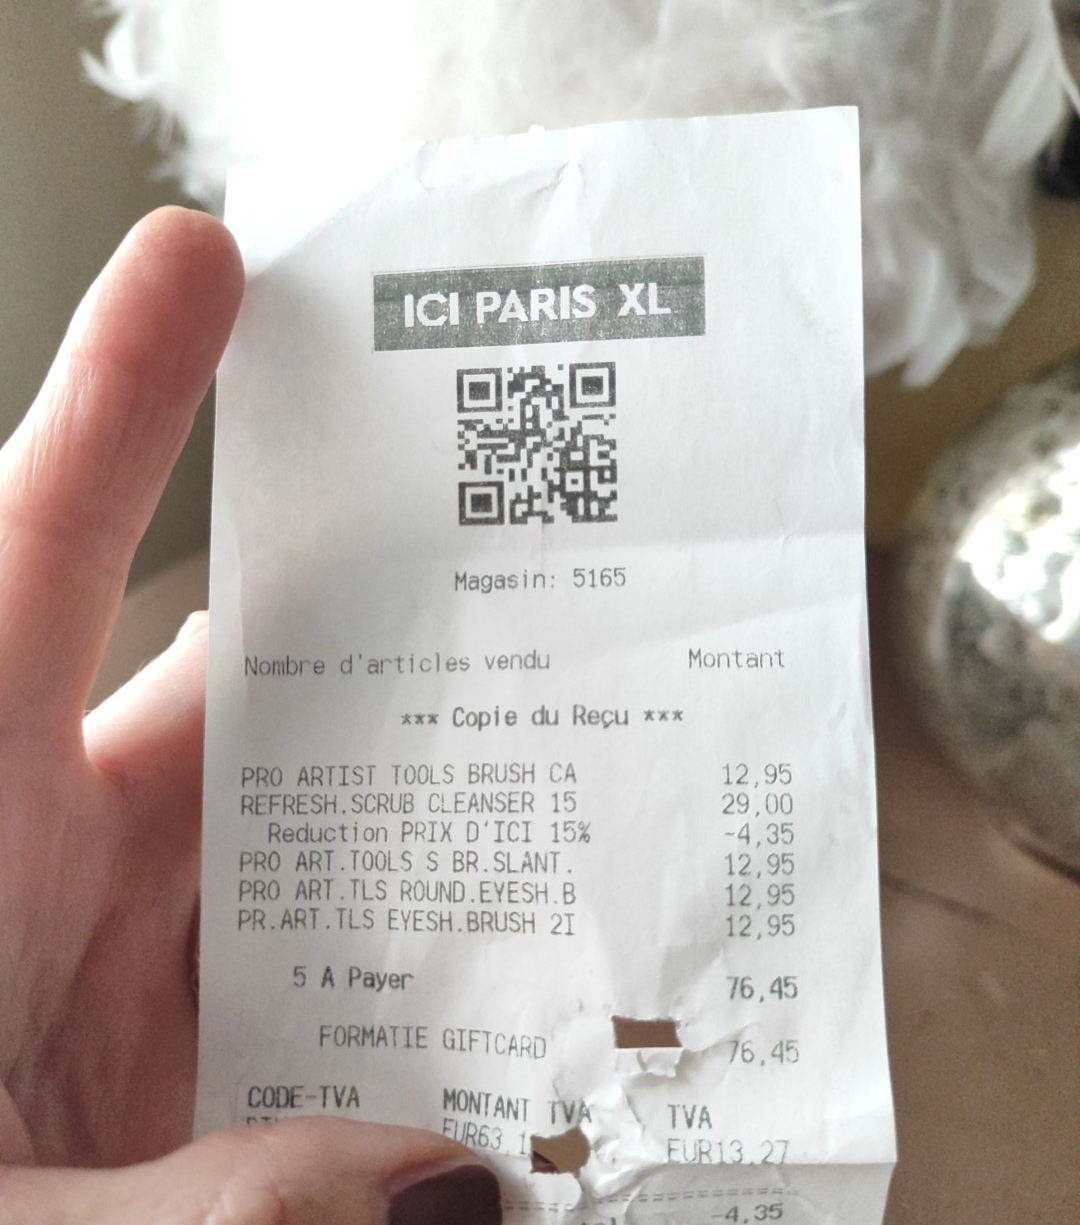 ICI PARIS XL
Magasin: 5165
Nombre d'articles vendu Montant
*** Copie du Reçu ***
PRO ARTIST TOOLS BRUSH CA 12,95
REFRESH.SCRUB CLEANSER 15 29,00
Reduction PRIX D'ICI 15% -4,35
PRO ART.TOOLS S BR.SLANT. 12,95
PRO ART.TLS ROUND.EYESH.B 12,95
PR.ART.TLS EYESH.BRUSH 2I 12,95
5 A Payer 76,45
FORMATIE GIFTCARD 76,45
CODE-TVA MONTANT TVA TVA
EUR13.27
-4,35